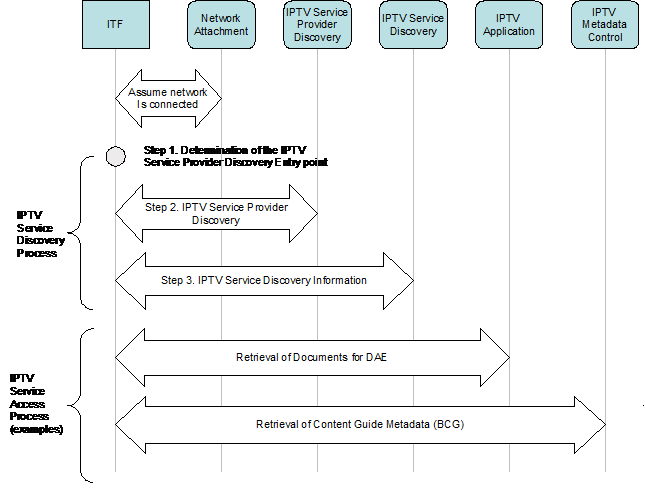 ITF
Network
Attachment
IPTV Service
Provider
Discovery
IPTV Service
Discovery
IPTV
Application
IPTV
Metadata
Control
Assume network
Is connected
Step 1. Determination of the IPTV
Service Provider Discovery Entry point
Step 2. IPTV Service Provider
Discovery
IPTV
Service
Discovery
Process
Step 3. IPTV Service Discovery Information
Retrieval of Documents for DAE
IPTV
Service
Access
Process
(examples)
Retrieval of Content Guide Metadata (BCG)